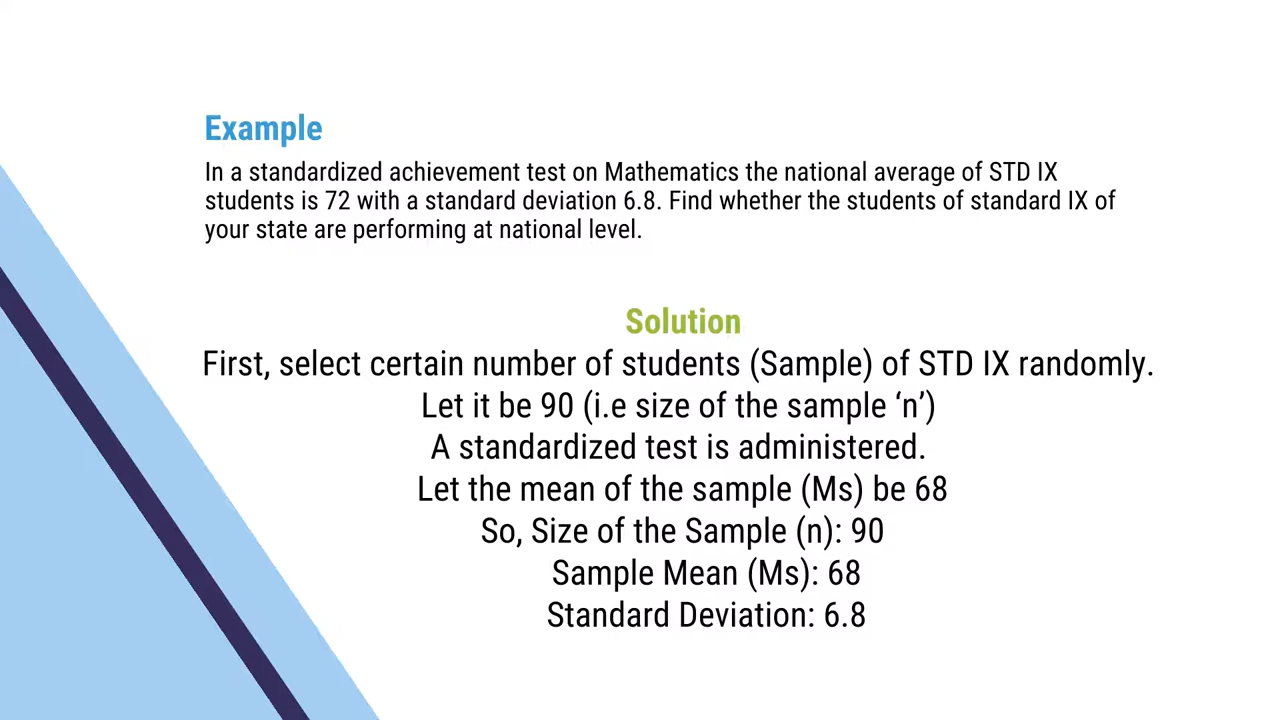 Example
In a standardized achievement test on Mathematics the national average of STD IX
students is 72 with a standard deviation 6.8. Find whether the students of standard IX of
your state are performing at national level.
Solution
First, select certain number of students (Sample) of STD IX randomly.
Let it be 90 (i.e size of the sample ‘n’)
A standardized test is administered.
Let the mean of the sample (Ms) be 68
So, Size of the Sample (n): 90
Sample Mean (Ms): 68
Standard Deviation: 6.8